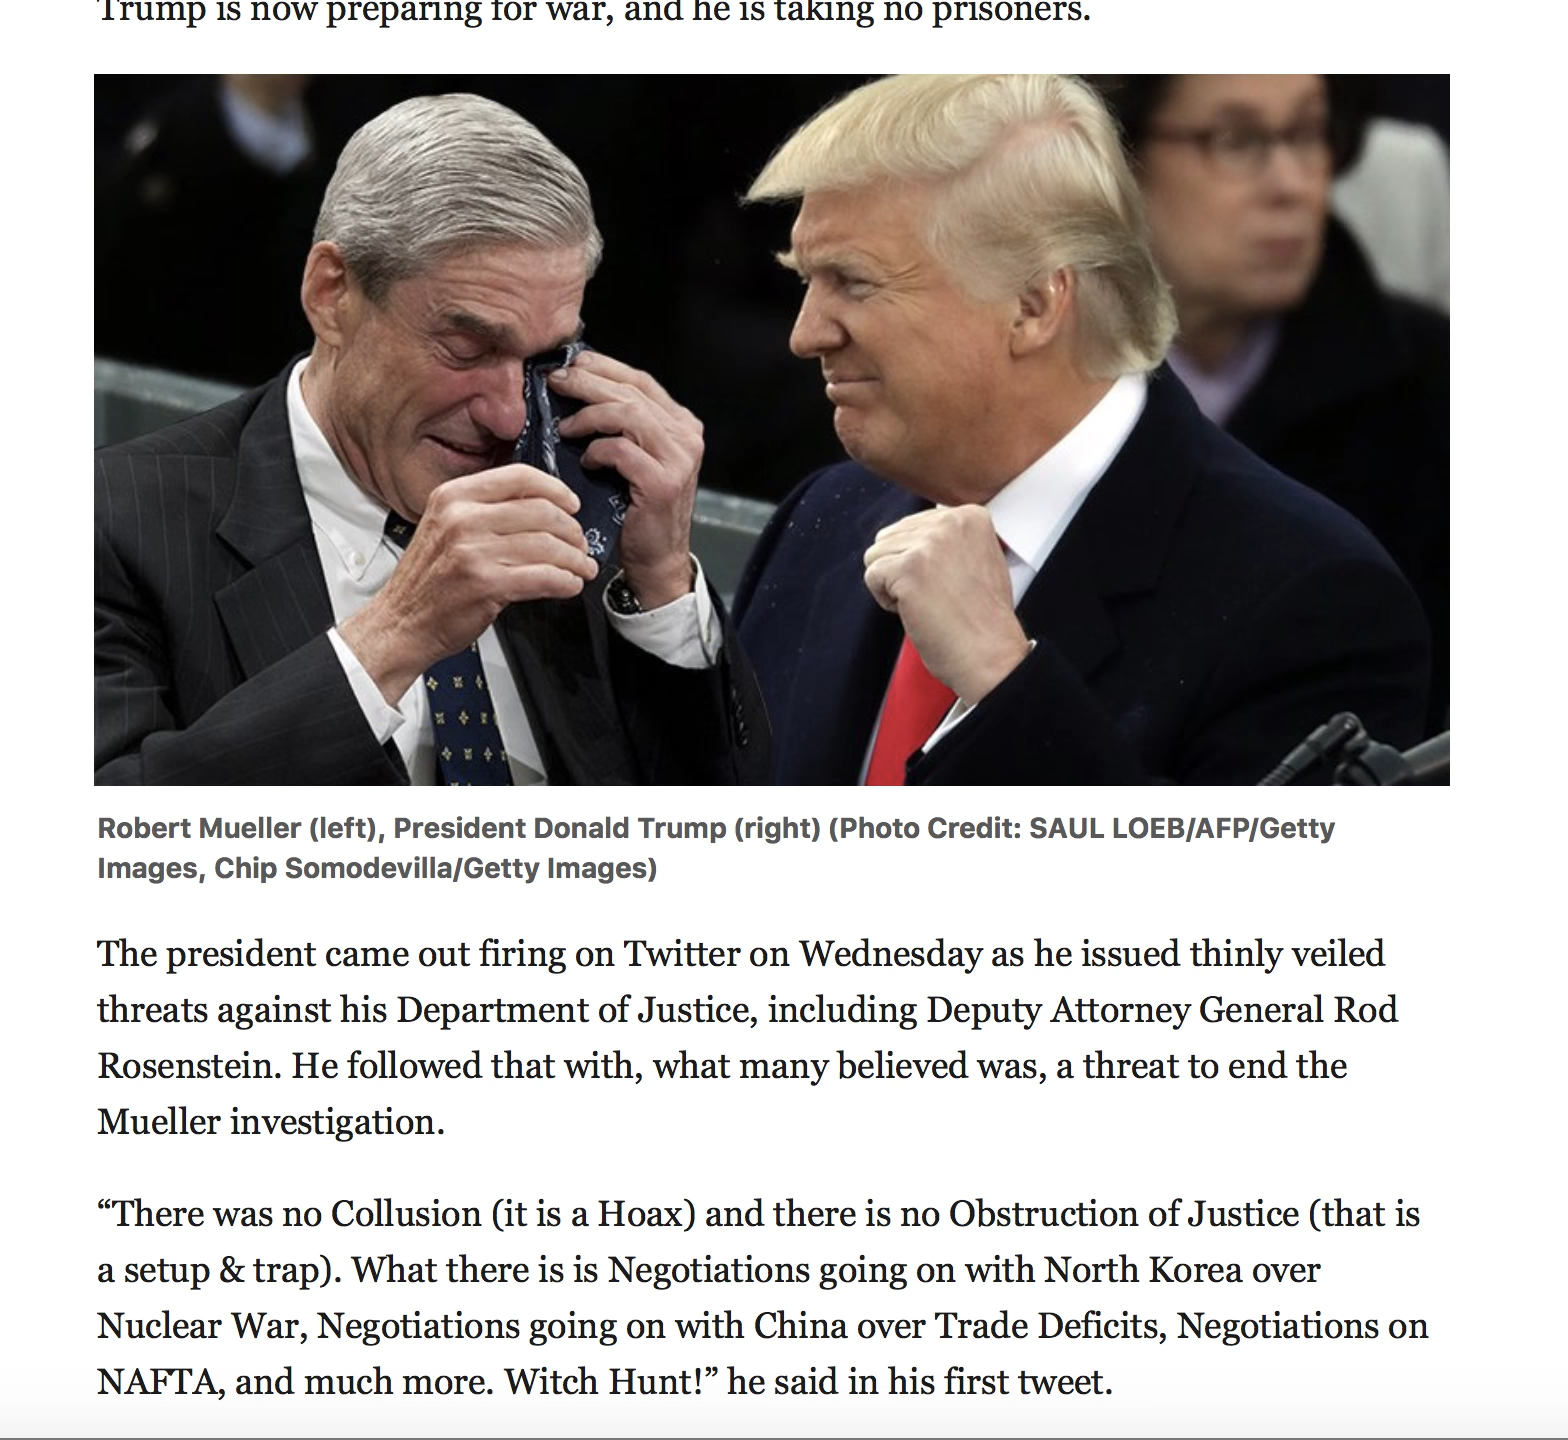 Trump is now preparing for war, and he is taking no prisoners.
Robert Mueller (left), President Donald Trump (right) (Photo Credit: SAUL LOEB/AFP/Getty
Images, Chip Somodevilla/Getty Images)
The president came out firing on Twitter on Wednesday as he issued thinly veiled
threats against his Department of Justice, including Deputy Attorney General Rod
Rosenstein. He followed that with, what many believed was, a threat to end the
Mueller investigation.
“There was no Collusion (it is a Hoax) and there is no Obstruction of Justice (that is
a setup & trap). What there is is Negotiations going on with North Korea over
Nuclear War, Negotiations going on with China over Trade Deficits, Negotiations on
NAFTA, and much more. Witch Hunt!” he said in his first tweet.